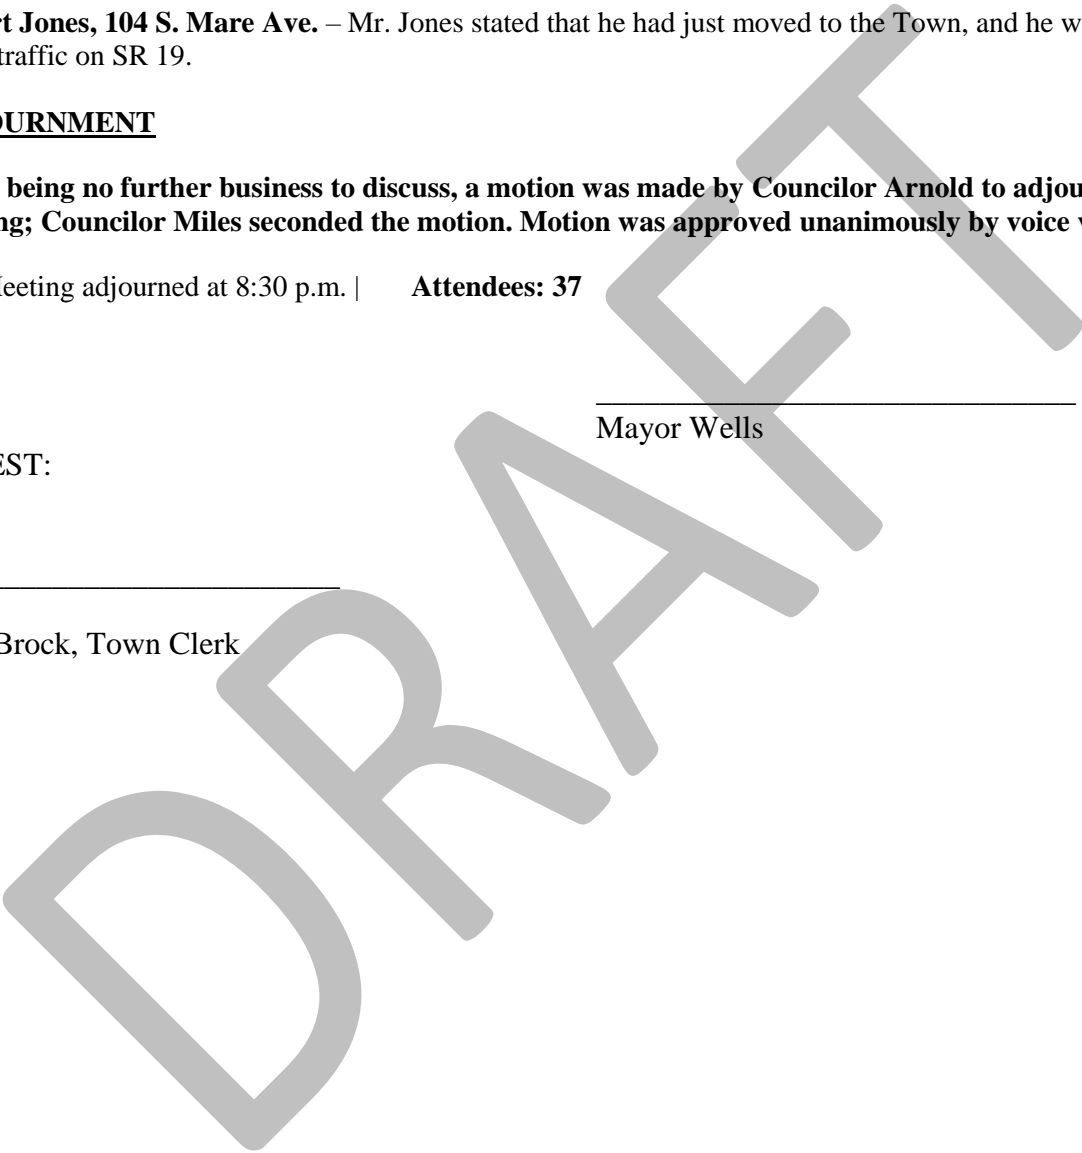 rt Jones, 104 S. Mare Ave. – Mr. Jones stated that he had just moved to the Town, and he w
traffic on SR 19.
OURNMENT
being no further business to discuss, a motion was made by Councilor Arnold to adjou
ng; Councilor Miles seconded the motion. Motion was approved unanimously by voice v
Meeting adjourned at 8:30 p.m. | Attendees: 37
Mayor Wells
EST:
Brock, Town Clerk
DRAFT